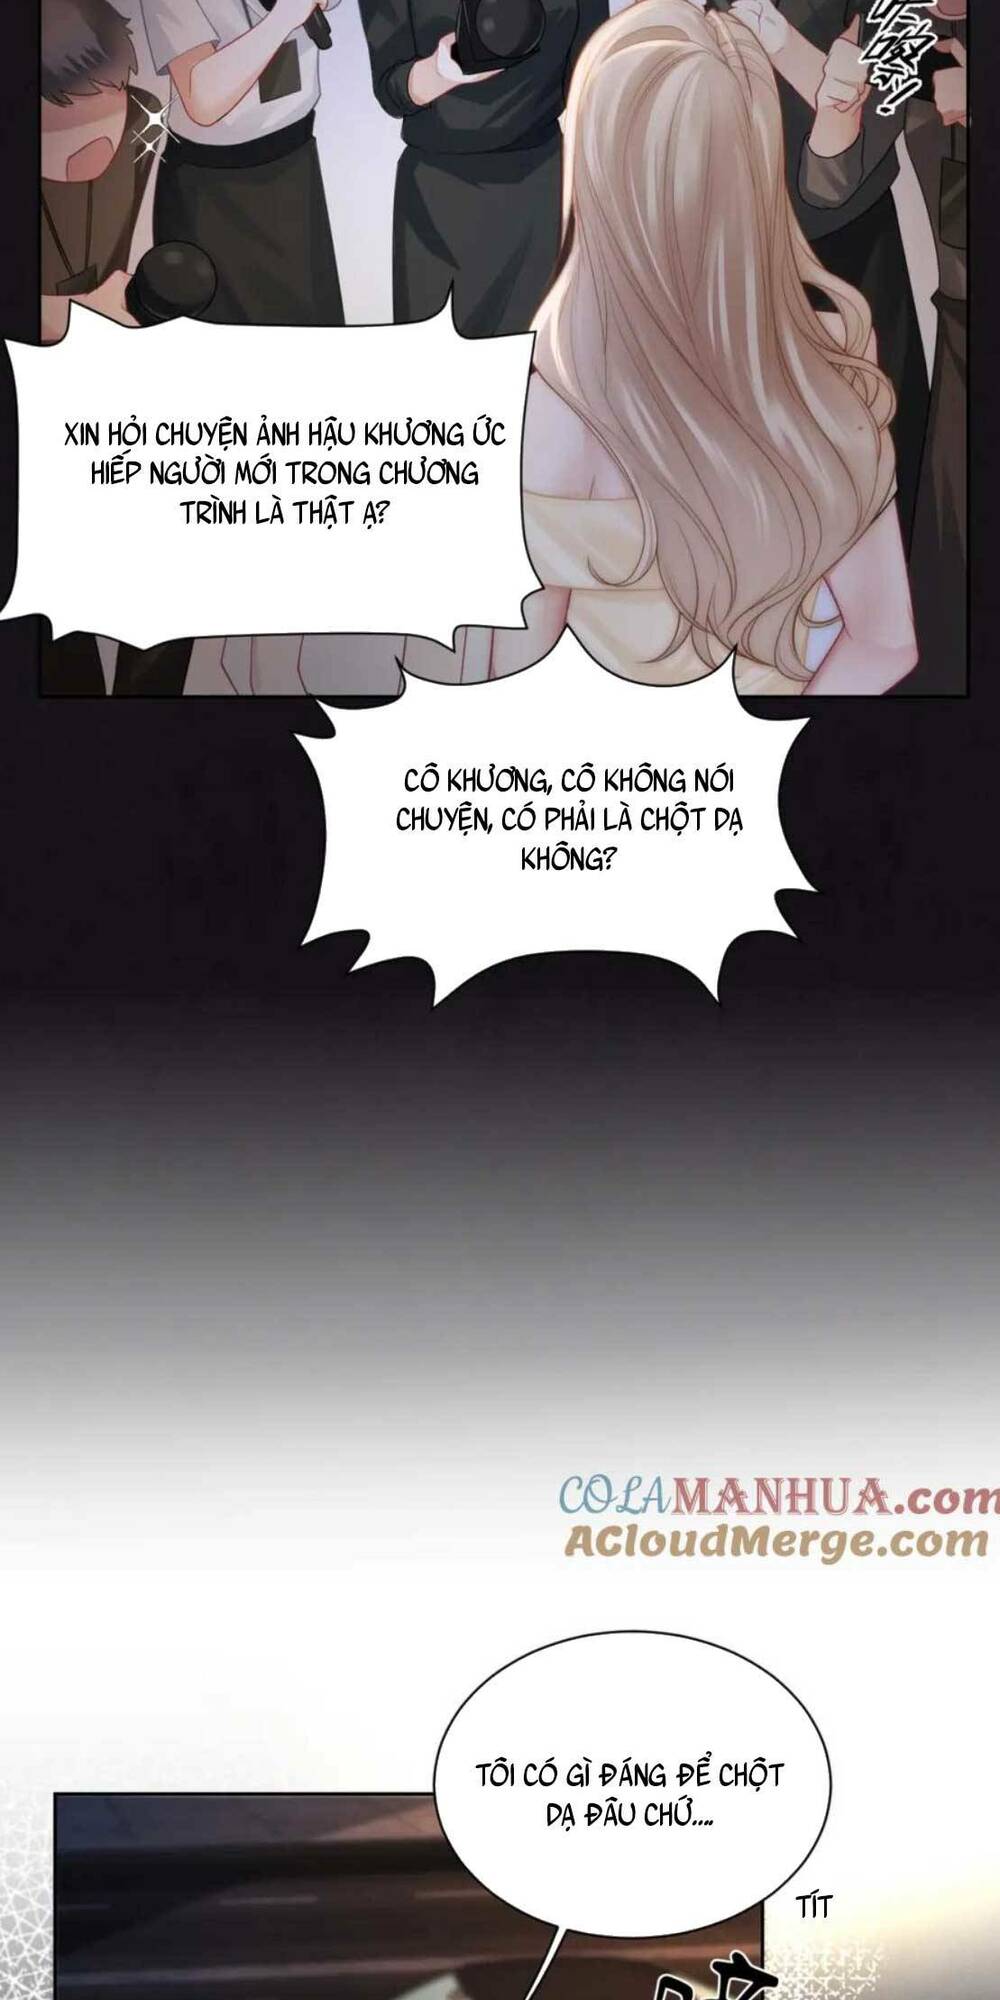 咔嚓!
XIN HỎI CHUYỆN ẢNH HẬU KHƯƠNG ỨC
HIẾP NGƯỜI MỚI TRONG CHƯƠNG
TRÌNH LÀ THẬT Ạ?
CÔ KHƯƠNG, CÔ KHÔNG NÓI
CHUYỆN, CÓ PHẢI LÀ CHỘT DẠ
KHÔNG?
COLAMANHUA.com
ACloudMerge.com
TÔI CÓ GÌ ĐÁNG ĐỂ CHỘT
DẠ ĐÂU CHỨ....
TÍT